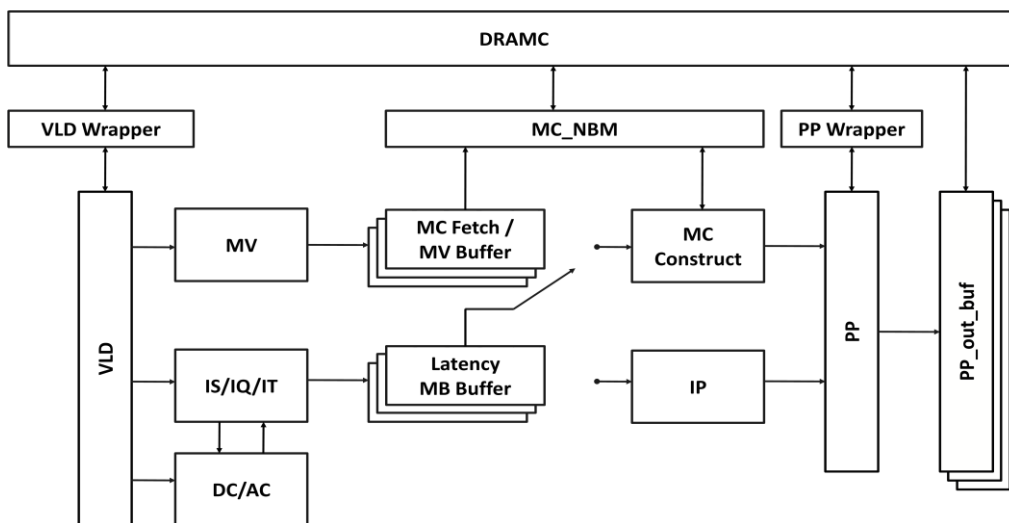 DRAMC
VLD Wrapper
MC_NBM
PP Wrapper
VLD
MV
MC Fetch /
MV Buffer
MC
Construct
PP
PP_out_buf
IS/IQ/IT
Latency
MB Buffer
IP
DC/AC